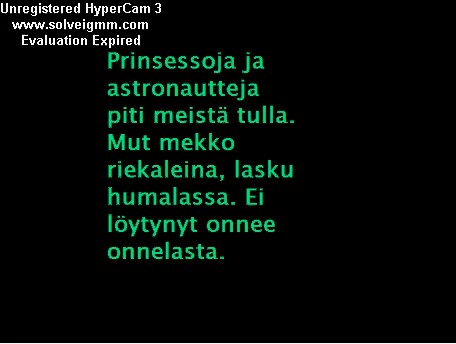 Unregistered HyperCam 3
www.solveigmm.com
Evaluation Expired
Prinsessoja ja
astronautteja
piti meistä tulla.
Mut mekko
riekaleina, lasku
humalassa. Ei
löytynyt onnee
onnelasta.